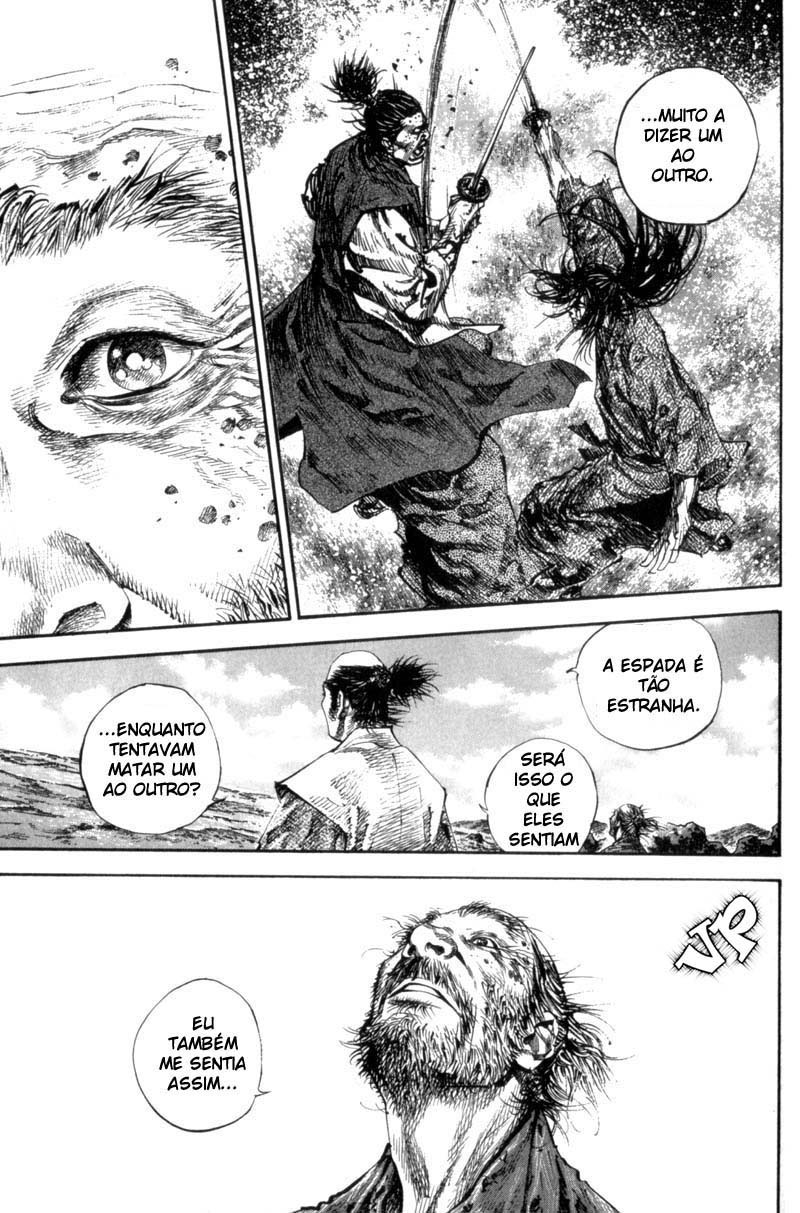 ...MUITO A
DIZER UM
AO
OUTRO.
A ESPADA É
TÃO
ESTRANHA.
SERÁ
ISSO O
QUE
ELES
SENTIAM
...ENQUANTO
TENTAVAM
MATAR UM
AO OUTRO?
VP
EU
TAMBÉM
ME SENTIA
ASSIM...